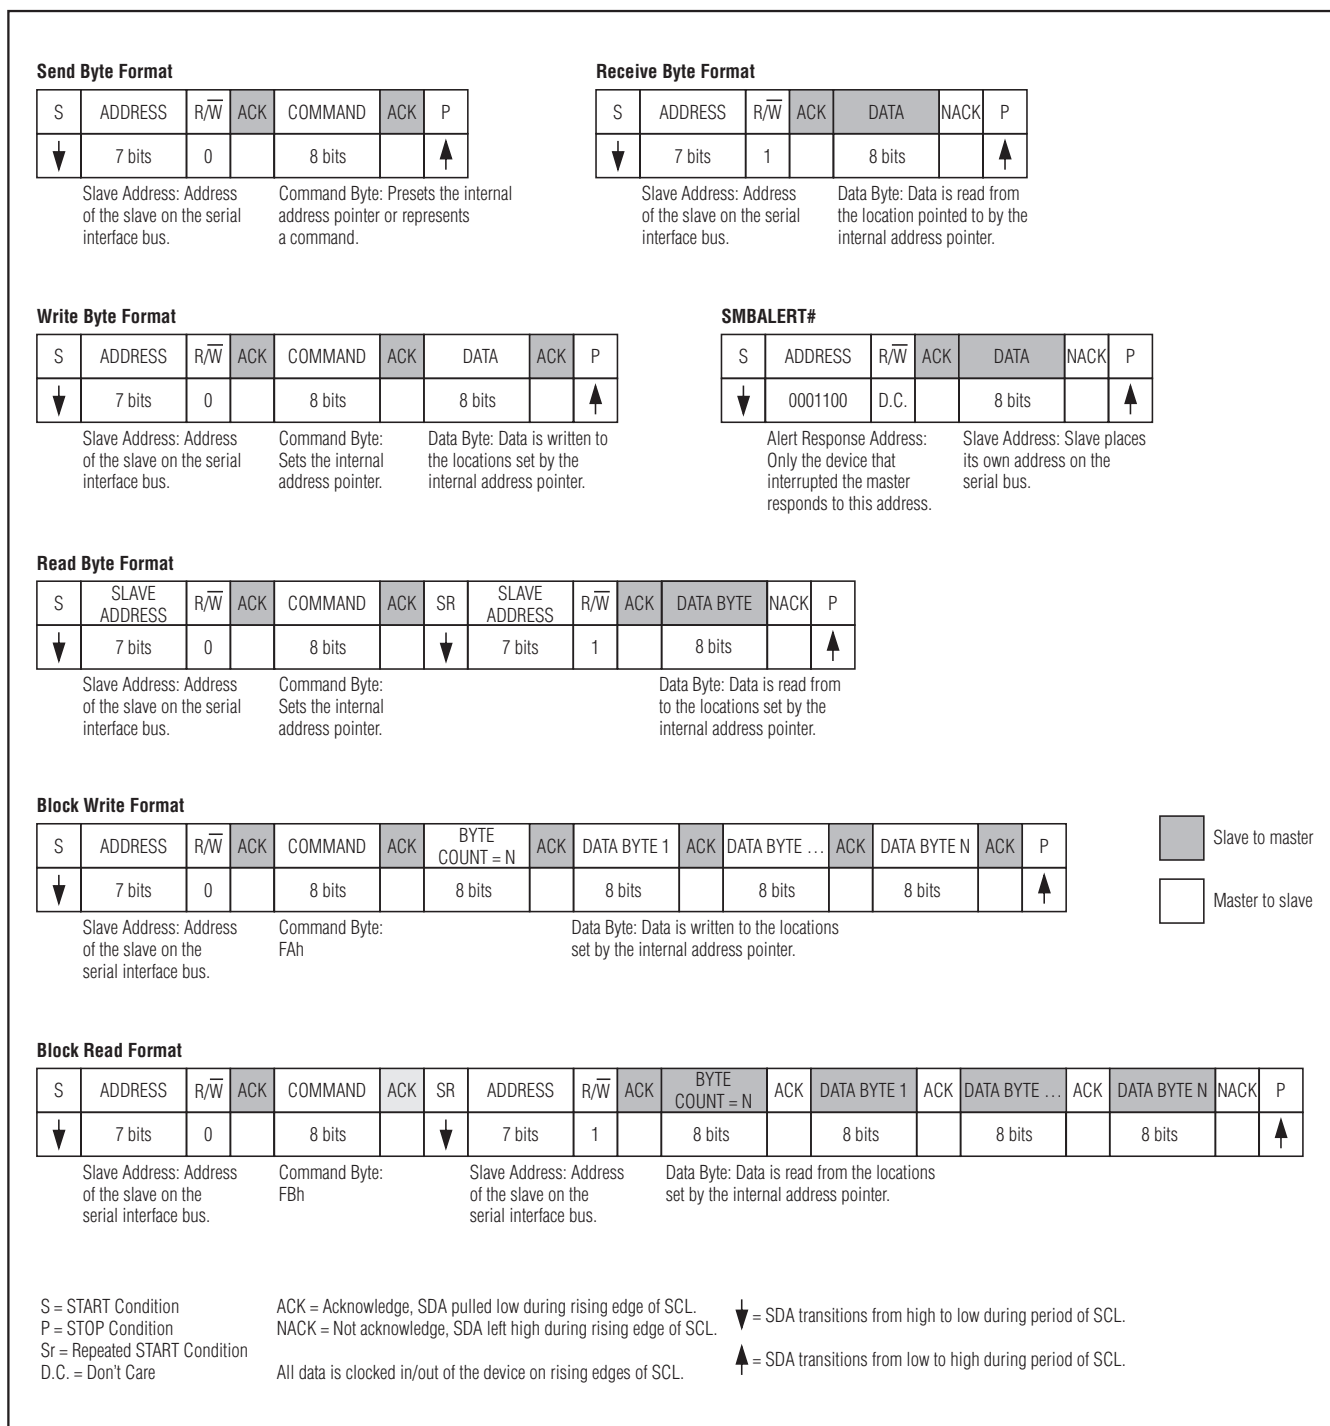 Send Byte Format
S ADDRESS R/W̅ ACK COMMAND ACK P
7 bits 0 8 bits
Slave Address: Address
of the slave on the serial
interface bus.
Command Byte: Presets the internal
address pointer or represents
a command.
Receive Byte Format
S ADDRESS R/W̅ ACK DATA NACK P
7 bits 1 8 bits
Slave Address: Address
of the slave on the serial
interface bus.
Data Byte: Data is read from
the location pointed to by the
internal address pointer.
Write Byte Format
S ADDRESS R/W̅ ACK COMMAND ACK DATA ACK P
7 bits 0 8 bits 8 bits
Slave Address: Address
of the slave on the serial
interface bus.
Command Byte:
Sets the internal
address pointer.
Data Byte: Data is written to
the locations set by the
internal address pointer.
SMBALERT#
S ADDRESS R/W̅ ACK DATA NACK P
0001100 D.C. 8 bits
Alert Response Address:
Only the device that
interrupted the master
responds to this address.
Slave Address: Slave places
its own address on the
serial bus.
Read Byte Format
S SLAVE ADDRESS R/W̅ ACK COMMAND ACK SR SLAVE ADDRESS R/W̅ ACK DATA BYTE NACK P
7 bits 0 8 bits 7 bits 1 8 bits
Slave Address: Address
of the slave on the serial
interface bus.
Command Byte:
Sets the internal
address pointer.
Data Byte: Data is read from
to the locations set by the
internal address pointer.
Block Write Format
S ADDRESS R/W̅ ACK COMMAND ACK BYTE COUNT = N ACK DATA BYTE 1 ACK DATA BYTE … ACK DATA BYTE N ACK P
7 bits 0 8 bits 8 bits 8 bits 8 bits 8 bits
Slave Address: Address
of the slave on the
serial interface bus.
Command Byte:
FAh
Data Byte: Data is written to the locations
set by the internal address pointer.
Slave to master
Master to slave
Block Read Format
S ADDRESS R/W̅ ACK COMMAND ACK SR ADDRESS R/W̅ ACK BYTE COUNT = N ACK DATA BYTE 1 ACK DATA BYTE … ACK DATA BYTE N NACK P
7 bits 0 8 bits 7 bits 1 8 bits 8 bits 8 bits 8 bits
Slave Address: Address
of the slave on the
serial interface bus.
Command Byte:
FBh
Slave Address: Address
of the slave on the
serial interface bus.
Data Byte: Data is read from the locations
set by the internal address pointer.
S = START Condition
P = STOP Condition
Sr = Repeated START Condition
D.C. = Don't Care
ACK = Acknowledge, SDA pulled low during rising edge of SCL.
NACK = Not acknowledge, SDA left high during rising edge of SCL.
All data is clocked in/out of the device on rising edges of SCL.
= SDA transitions from high to low during period of SCL.
= SDA transitions from low to high during period of SCL.